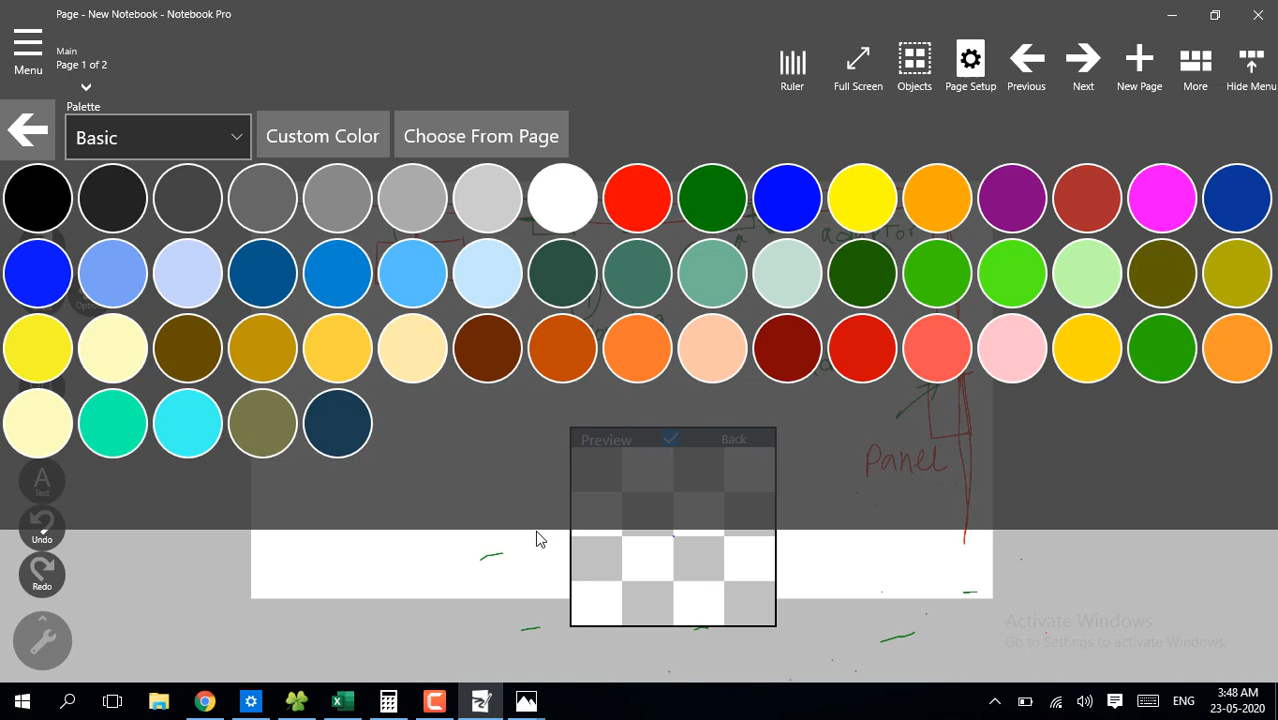 Page - New Notebook - Notebook Pro
Menu
Main
Page 1 of 2
Ruler
Full Screen
Objects
Page Setup
Previous
Next
New Page
More
Hide Menu
Palette
Basic
Custom Color
Choose From Page
adaptor
Preview
Back
Panel
Text
Undo
Redo
Activate Windows
Go to Settings to activate Windows.
ENG
3:48 AM
23-05-2020